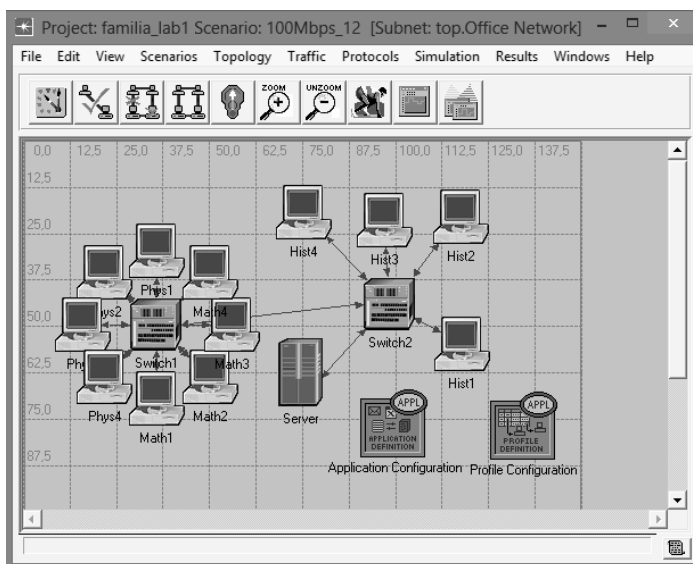 Project: familia_lab1 Scenario: 100Mbps_12 [Subnet: top.Office Network]
File Edit View Scenarios Topology Traffic Protocols Simulation Results Windows Help
ZOOM UNZOOM
0,0 12,5 25,0 37,5 50,0 62,5 75,0 87,5 100,0 112,5 125,0 137,5
12,5
25,0
Hist4 Hist3 Hist2
37,5
Phys1
ys2 Math4
50,0
Switch2
62,5
Ph Switch1 Math3
Hist1
75,0
Phys4 Math2 Server
APPL APPL
Math1
APPLICATION DEFINITION
PROFILE DEFINITION
87,5
Application Configuration Profile Configuration